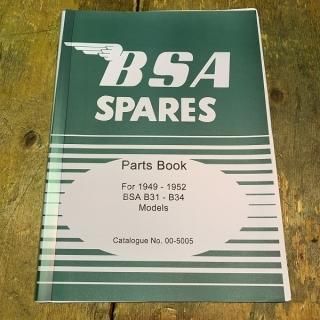 BSA
SPARES
Parts Book
For 1949 - 1952
BSA B31 - B34
Models
Catalogue No. 00-5005